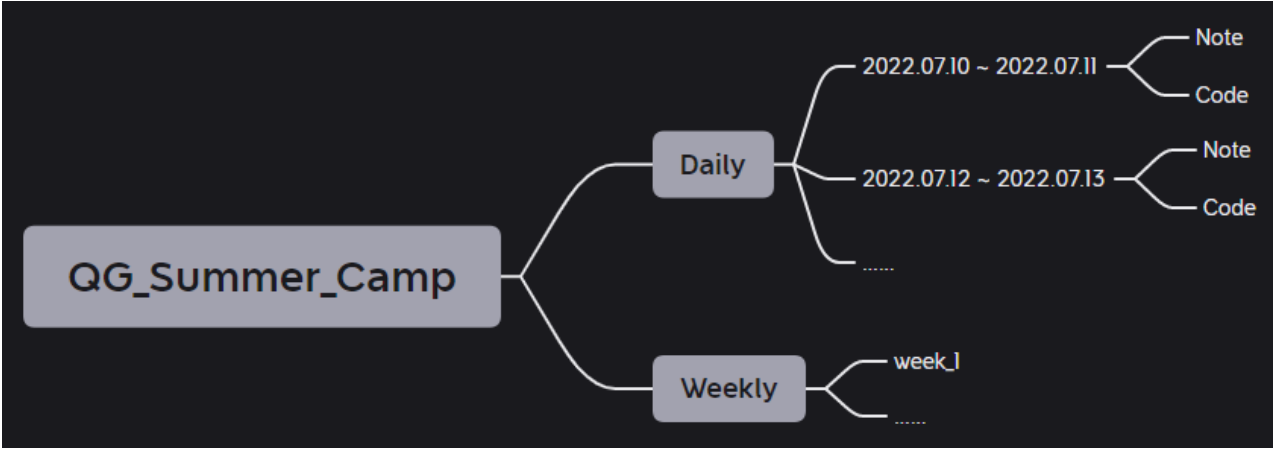 QG_Summer_Camp
Daily
2022.07.10 ~ 2022.07.11
Note
Code
2022.07.12 ~ 2022.07.13
Note
Code
......
Weekly
week_1
......